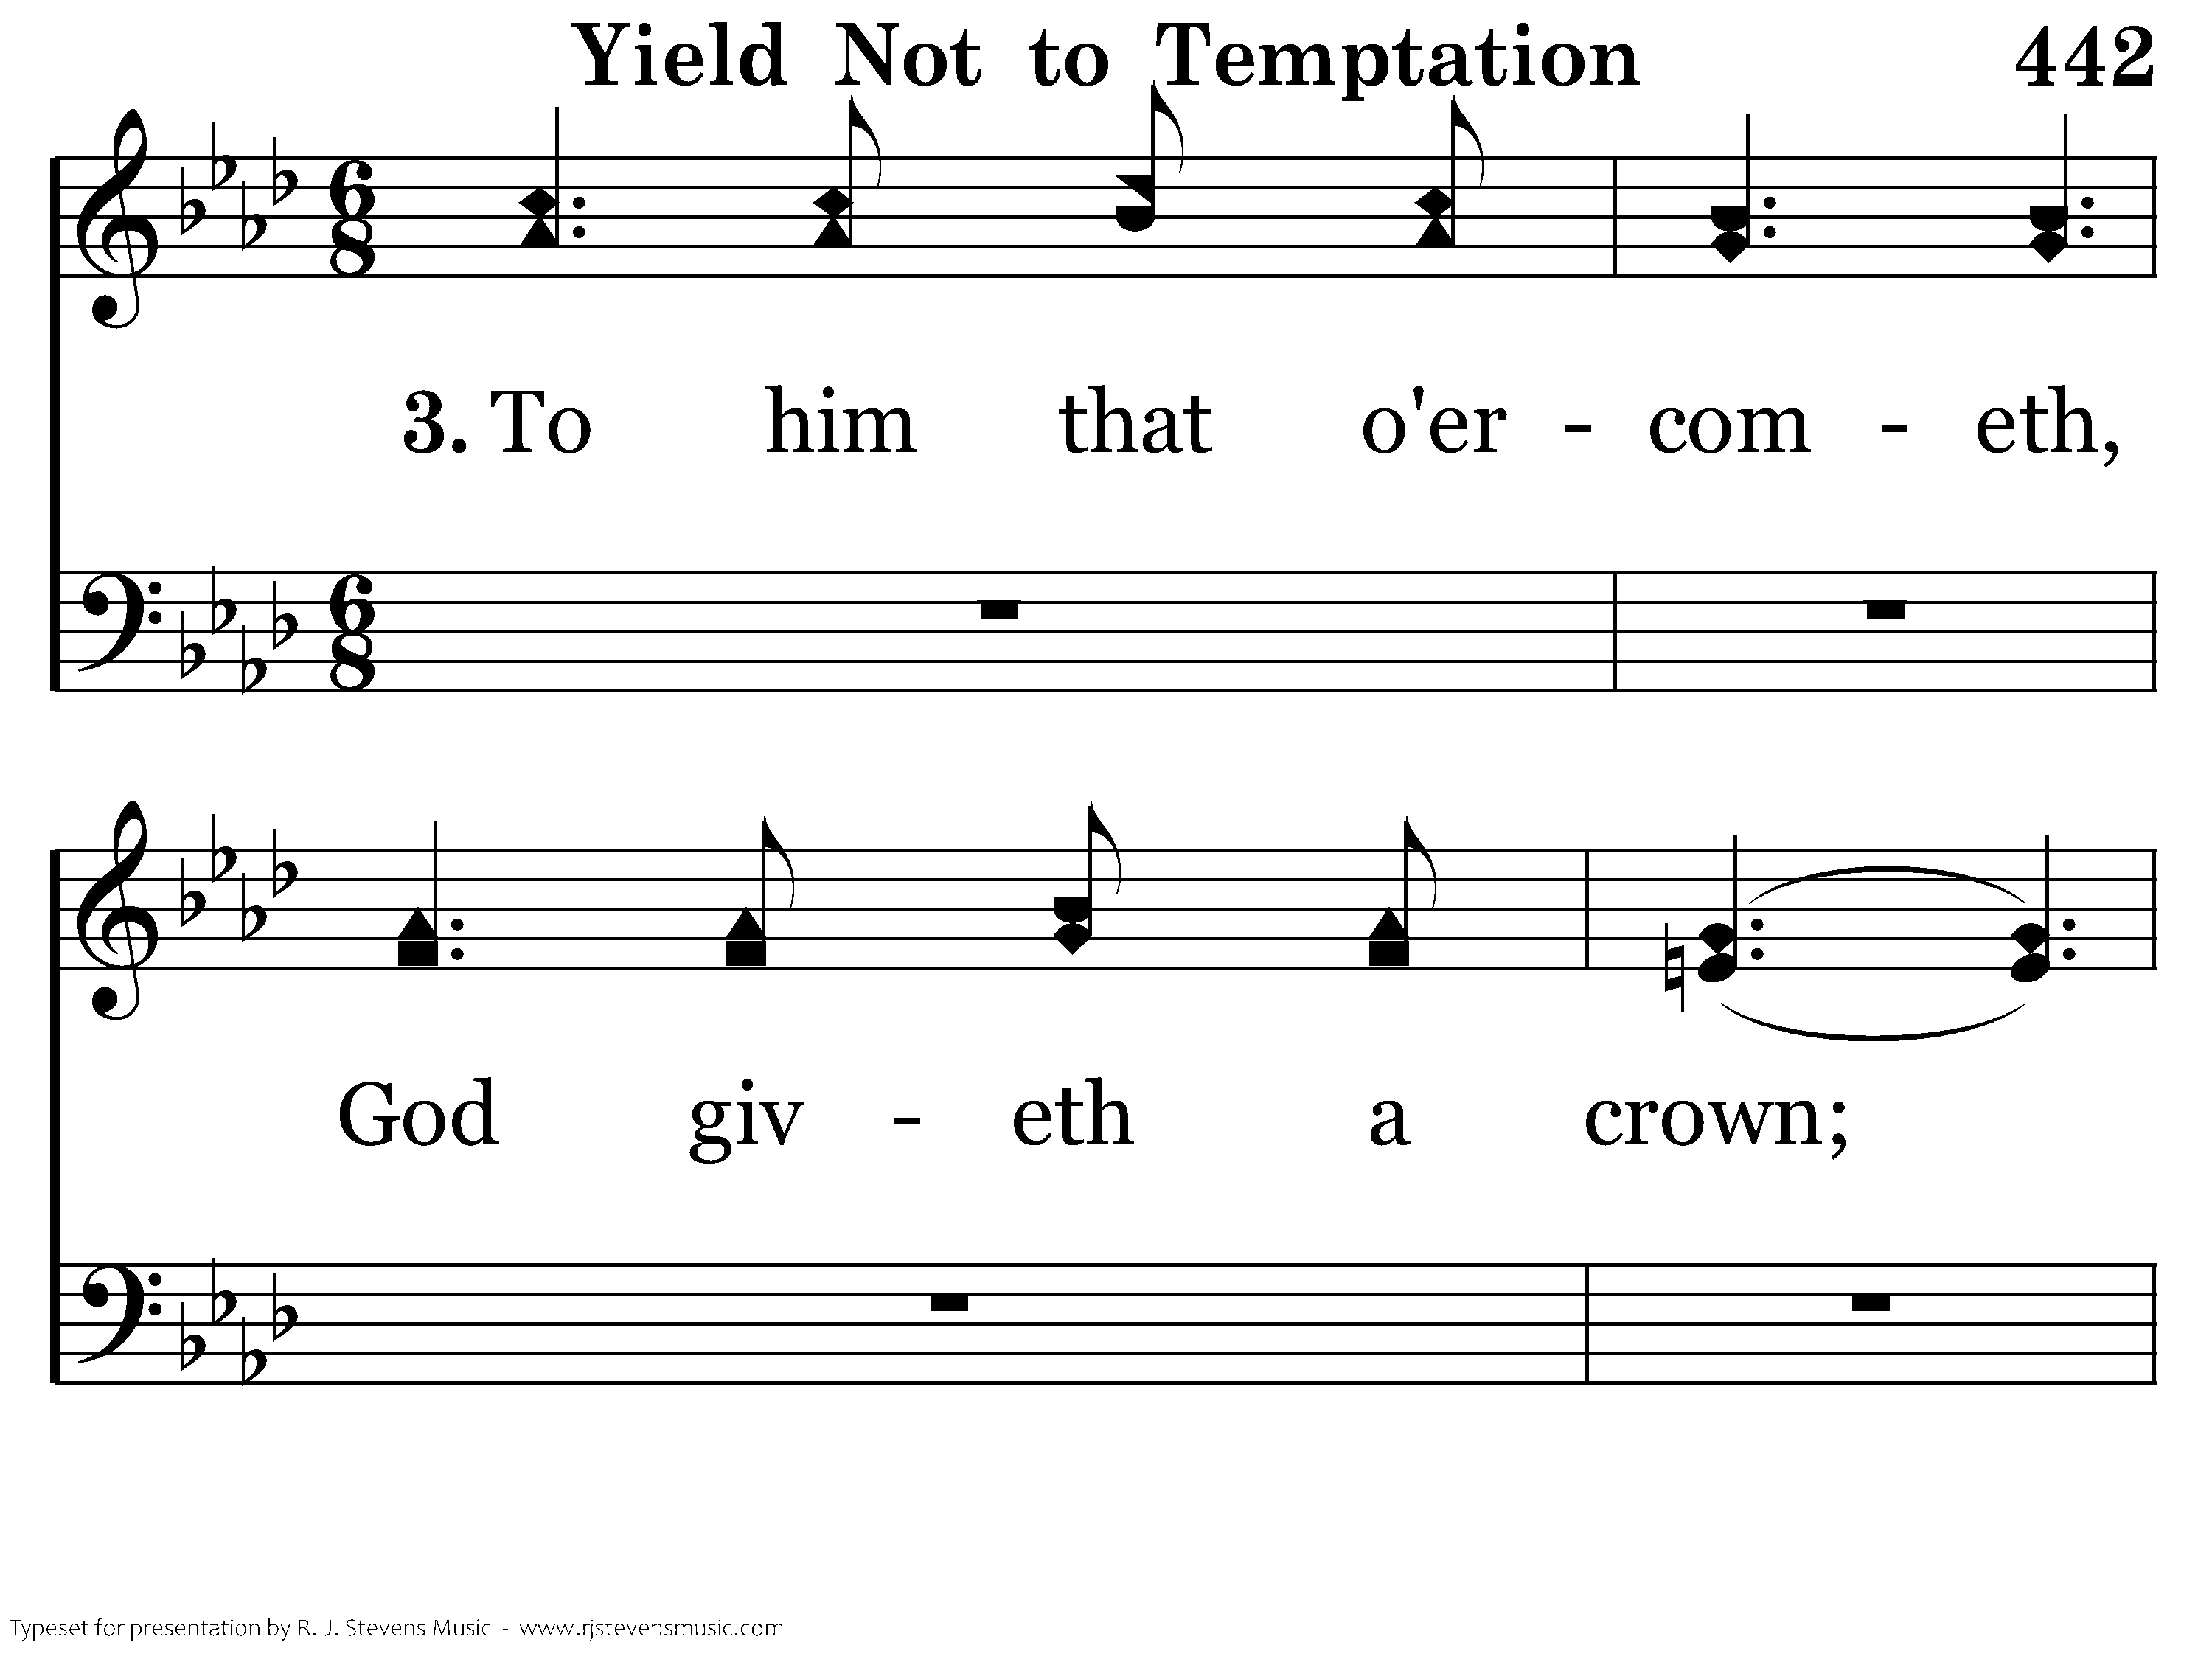 Yield Not to Temptation 442
3. To him that o'er - com - eth,
God giv - eth a crown;
Typeset for presentation by R. J. Stevens Music - www.rjstevensmusic.com